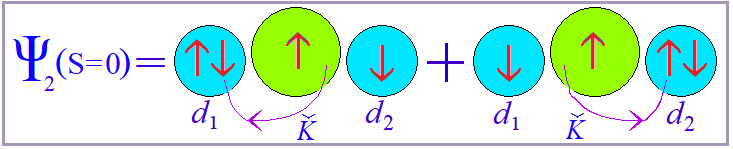 Ψ₂(S=0)= ↑↓ ↑ ↓ + ↓ ↑ ↑↓
d₁ Ǩ d₂ d₁ Ǩ d₂